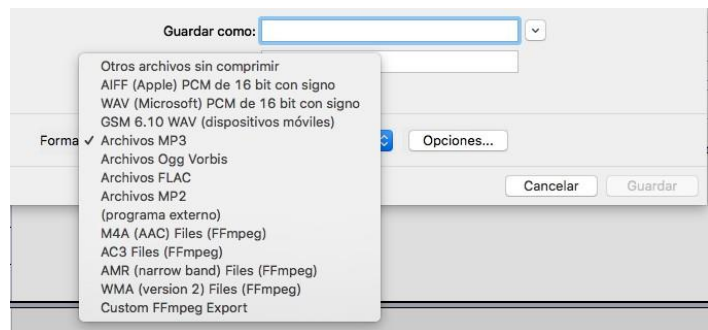 Guardar como:
Otros archivos sin comprimir
AIFF (Apple) PCM de 16 bit con signo
WAV (Microsoft) PCM de 16 bit con signo
GSM 6.10 WAV (dispositivos móviles)
Forma ✓ Archivos MP3 Opciones...
Archivos Ogg Vorbis
Archivos FLAC
Archivos MP2 Cancelar Guardar
(programa externo)
M4A (AAC) Files (FFmpeg)
AC3 Files (FFmpeg)
AMR (narrow band) Files (FFmpeg)
WMA (version 2) Files (FFmpeg)
Custom FFmpeg Export